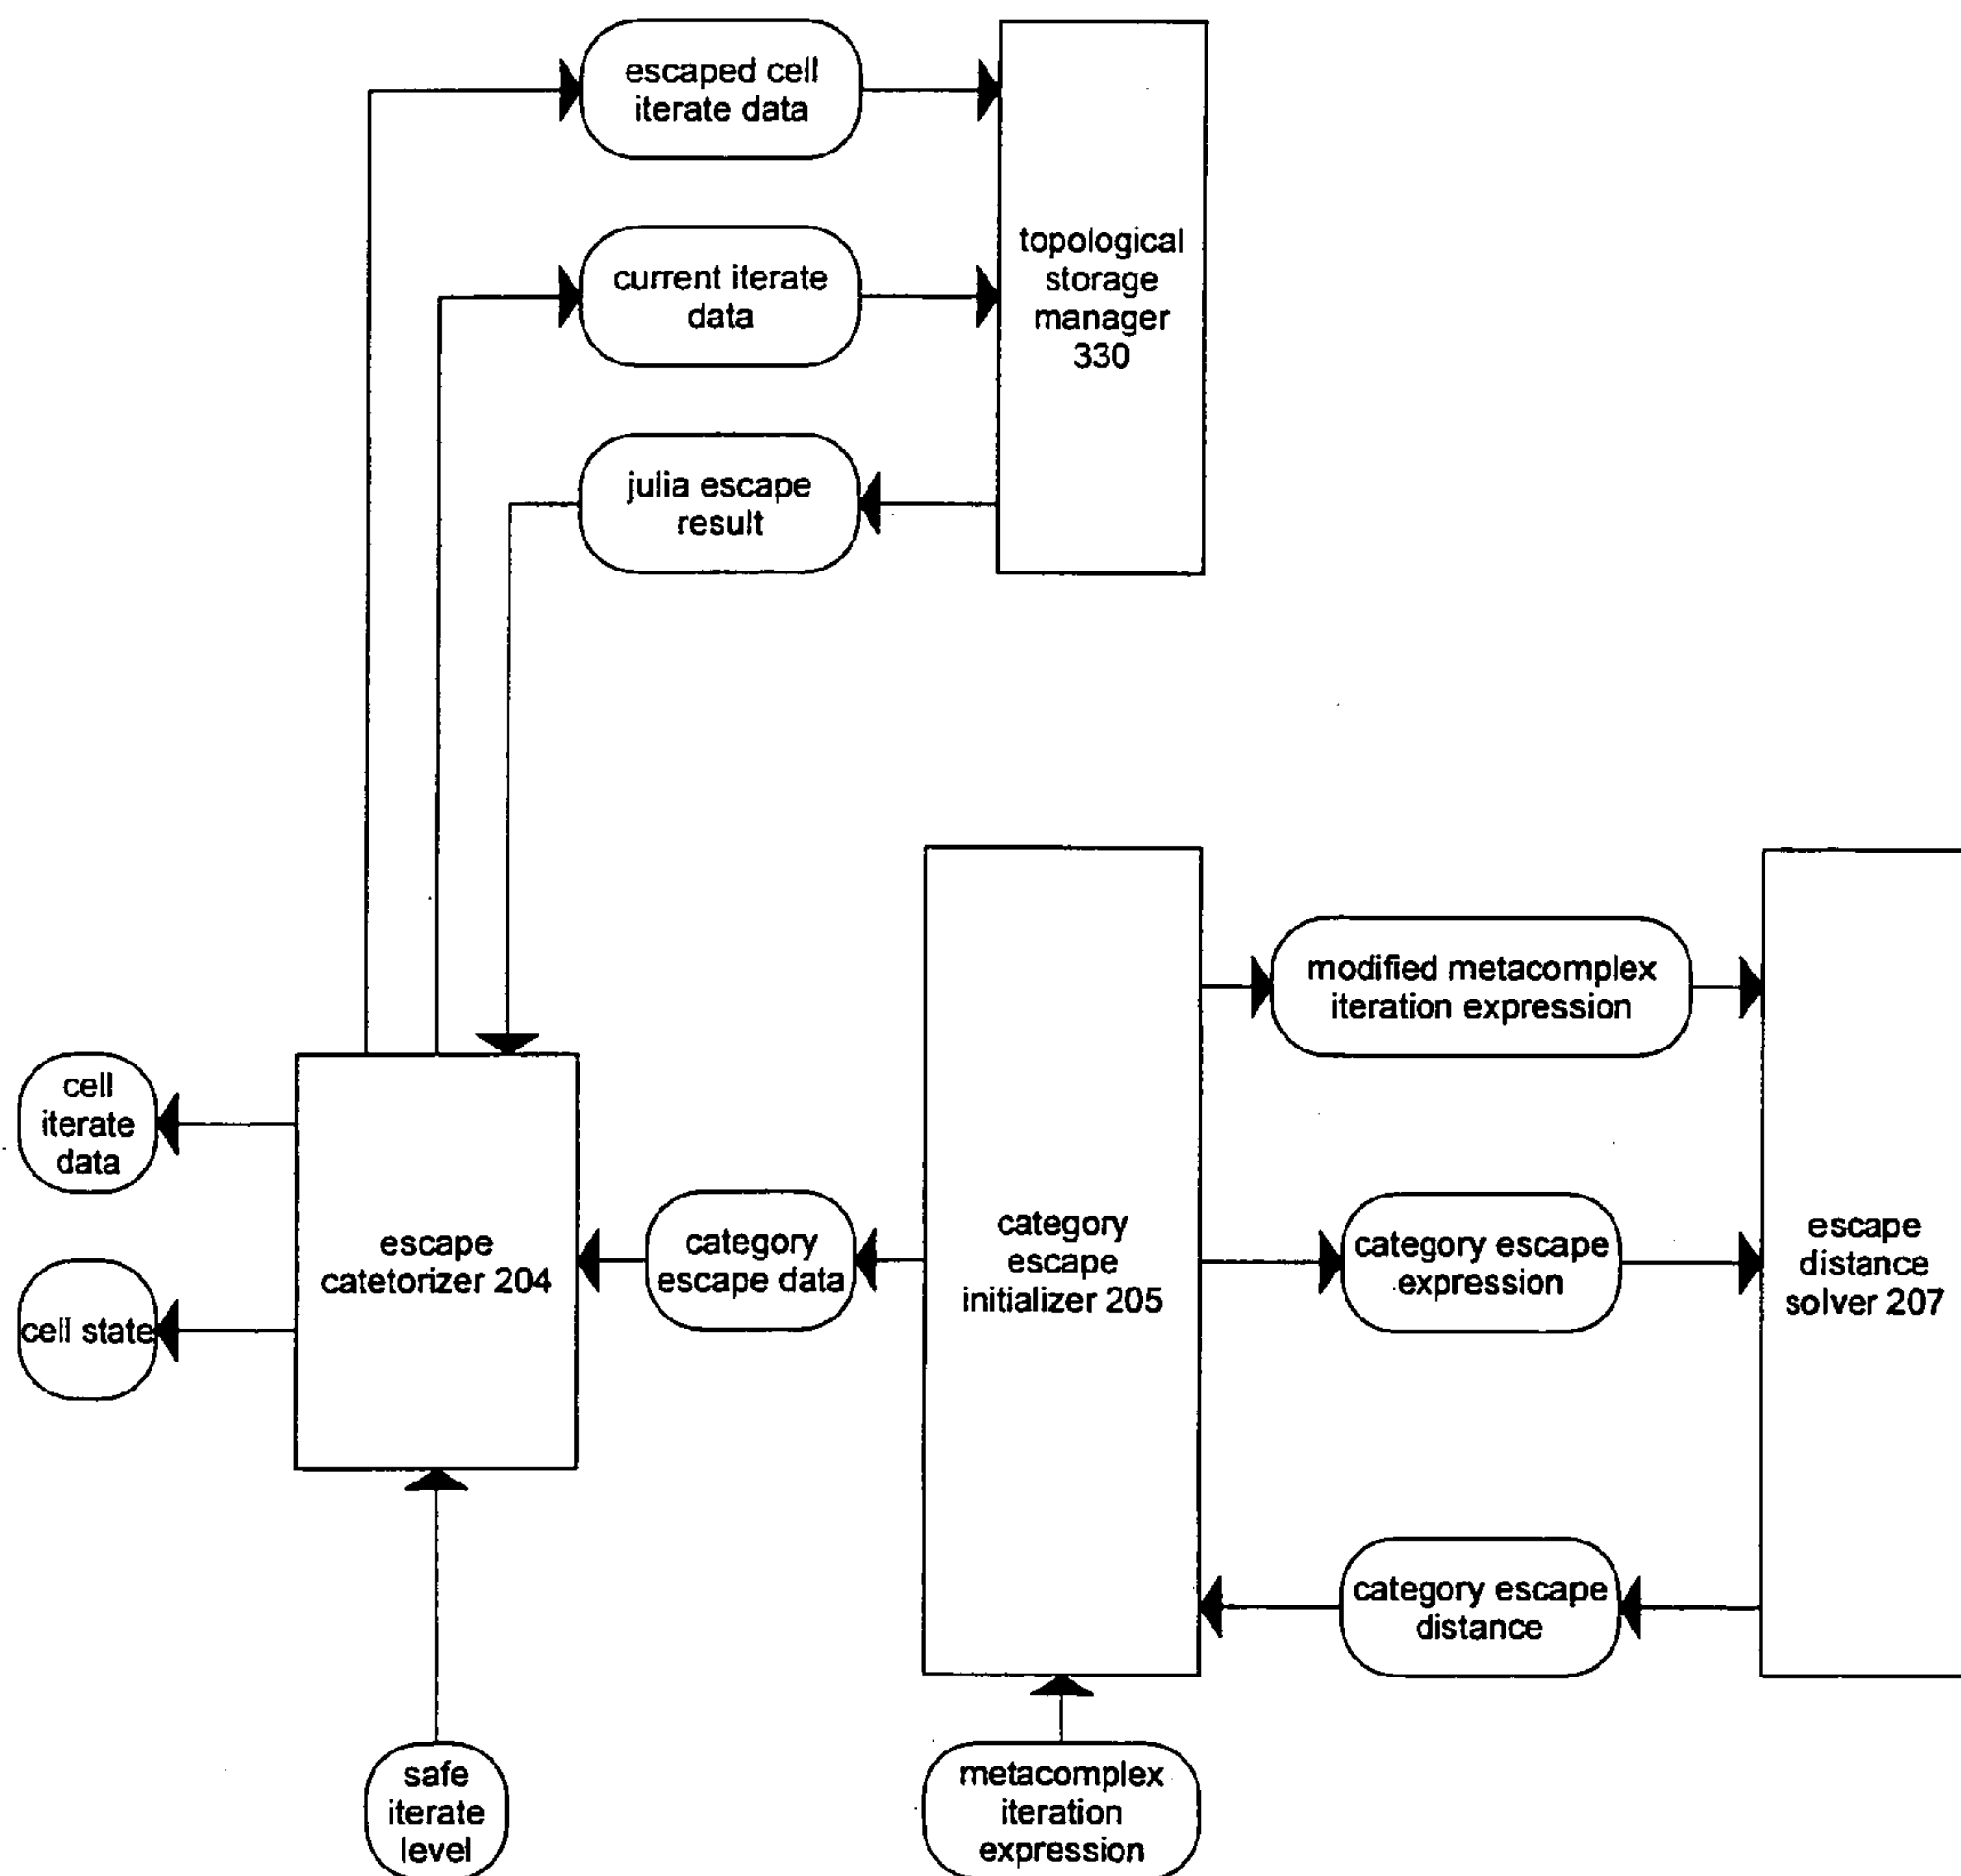 escaped cell
iterate data
topological
storage
manager
330
current iterate
data
julia escape
result
modified metacomplex
iteration expression
cell
iterate
data
escape
catetorizer 204
category
escape data
category
escape
initializer 205
category escape
expression
escape
distance
solver 207
cell state
category escape
distance
safe
iterate
level
metacomplex
iteration
expression